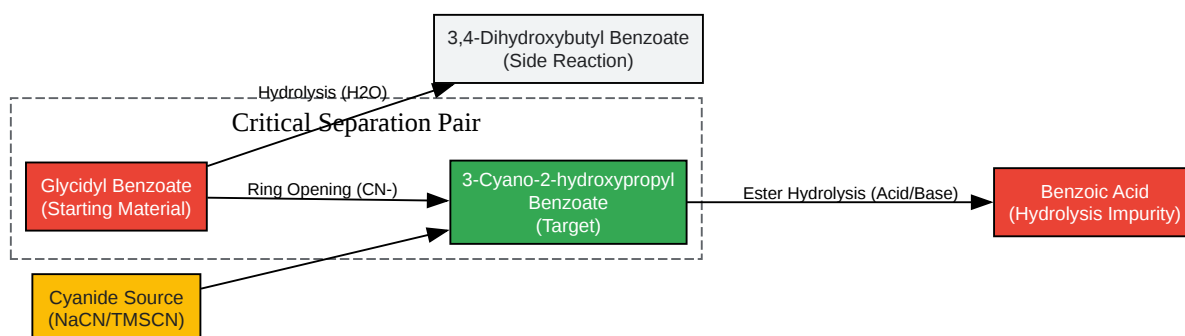 3,4-Dihydroxybutyl Benzoate
(Side Reaction)
Hydrolysis (H2O)
Critical Separation Pair
Glycidyl Benzoate
(Starting Material)
Ring Opening (CN-)
3-Cyano-2-hydroxypropyl
Benzoate
(Target)
Ester Hydrolysis (Acid/Base)
Benzoic Acid
(Hydrolysis Impurity)
Cyanide Source
(NaCN/TMSCN)